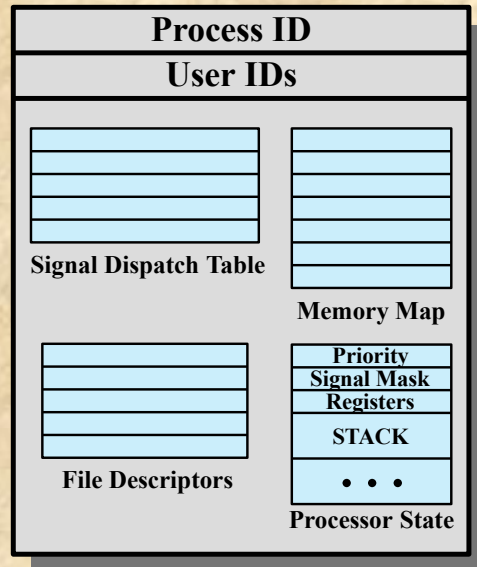 Process ID
User IDs
Signal Dispatch Table
Memory Map
File Descriptors
Priority
Signal Mask
Registers
STACK
• • •
Processor State